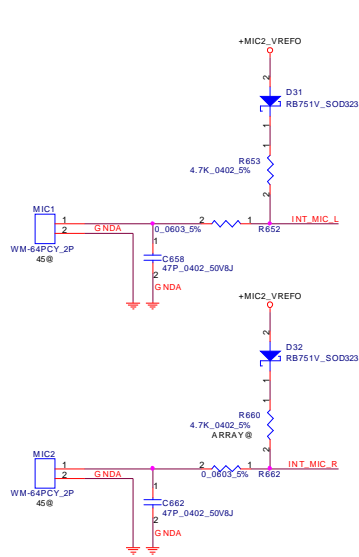 +MIC2_VREFO
2
D31
RB751V_SOD323
1
1
R653
4.7K_0402_5%
2
MIC1
1
2
GNDA
0_0603_5%
2
1
R652
INT_MIC_L
WM-64PCY_2P
45@
1
C658
47P_0402_50V8J
2
GNDA
+MIC2_VREFO
2
D32
RB751V_SOD323
1
1
R660
4.7K_0402_5%
ARRAY@
2
MIC2
1
2
GNDA
2
0_0603_5%
1
R662
INT_MIC_R
WM-64PCY_2P
45@
1
C662
47P_0402_50V8J
2
GNDA